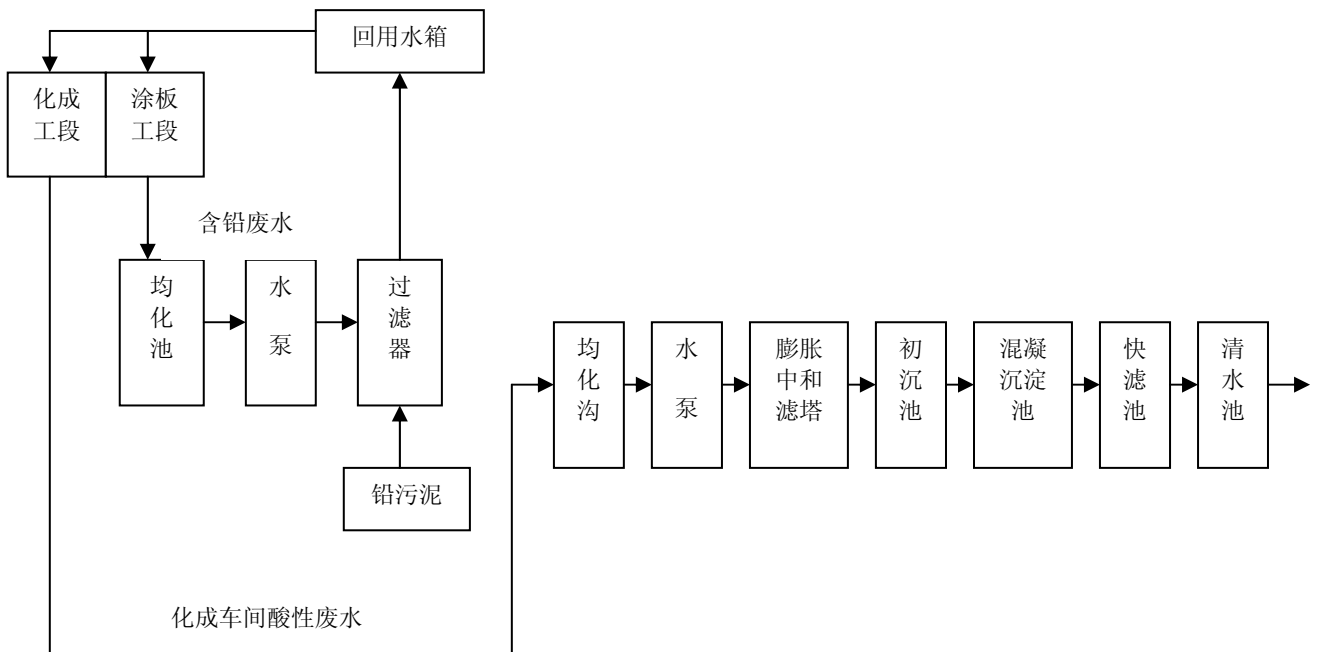 回用水箱
化成
工段
涂板
工段
含铅废水
均
化
池
水
泵
过
滤
器
均
化
沟
水
泵
膨胀
中和
滤塔
初
沉
池
混凝
沉淀
池
快
滤
池
清
水
池
铅污泥
化成车间酸性废水